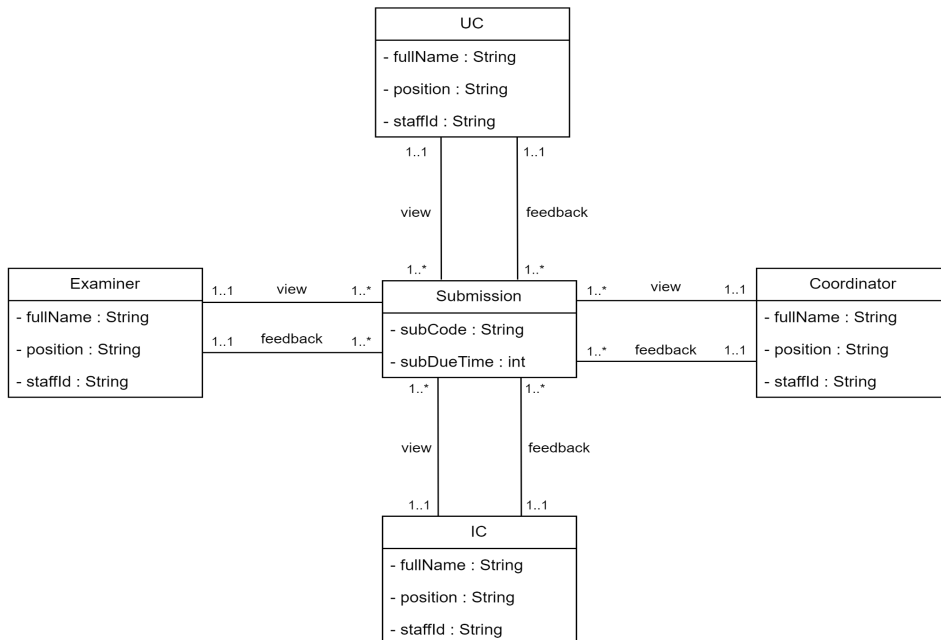 UC
- fullName : String
- position : String
- staffId : String
1..1
1..1
view
feedback
1..*
1..*
Examiner
- fullName : String
- position : String
- staffId : String
1..1
view
1..*
1..1
feedback
1..*
Submission
- subCode : String
- subDueTime : int
1..*
view
1..1
1..*
feedback
1..1
Coordinator
- fullName : String
- position : String
- staffId : String
1..*
1..*
view
feedback
1..1
1..1
IC
- fullName : String
- position : String
- staffId : String